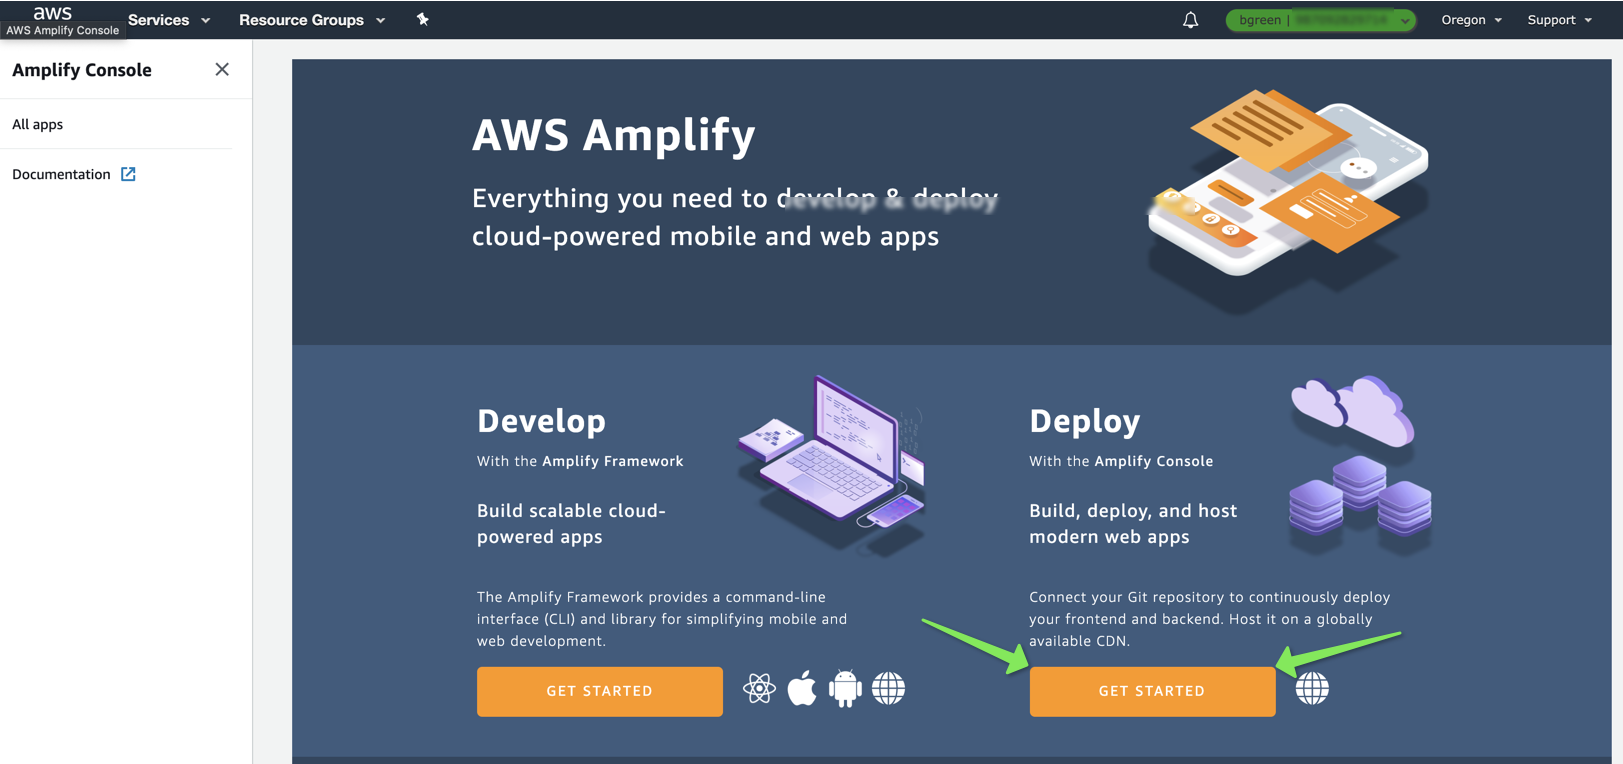 aws
Services
Resource Groups
bgreen |
Oregon
Support
AWS Amplify Console
Amplify Console
All apps
Documentation
AWS Amplify
Everything you need to develop & deploy
cloud-powered mobile and web apps
Develop
With the Amplify Framework
Build scalable cloud-
powered apps
The Amplify Framework provides a command-line
interface (CLI) and library for simplifying mobile and
web development.
GET STARTED
Deploy
With the Amplify Console
Build, deploy, and host
modern web apps
Connect your Git repository to continuously deploy
your frontend and backend. Host it on a globally
available CDN.
GET STARTED